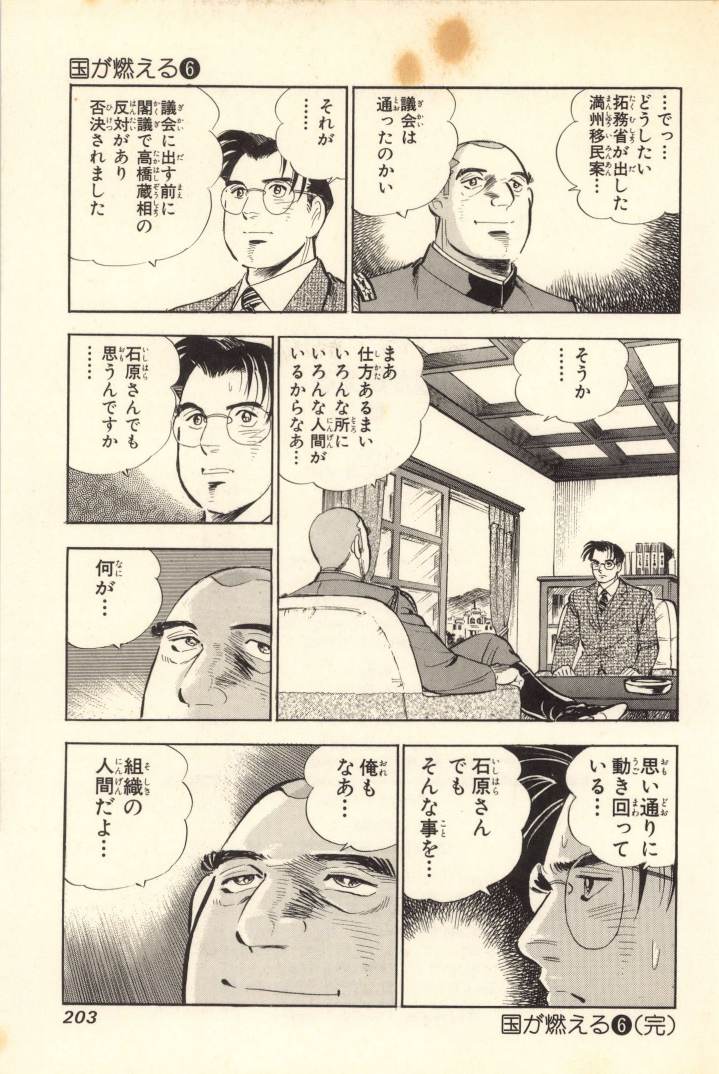 国が燃える❻
…でっ…
どうしたい
拓務省が出した
満州移民案…
議会は
通ったのかい
それが
……
議会に出す前に
閣議で高橋蔵相の
反対があり
否決されました
そうか
……
まあ
仕方あるまい
いろんな所に
いろんな人間が
いるからなあ…
石原さんでも
思うんですか
……
何が…
思い通りに
動き回って
いる…
石原さん
でも
そんな事を…
俺も
なあ…
組織の
人間だよ…
203
国が燃える❻(完)